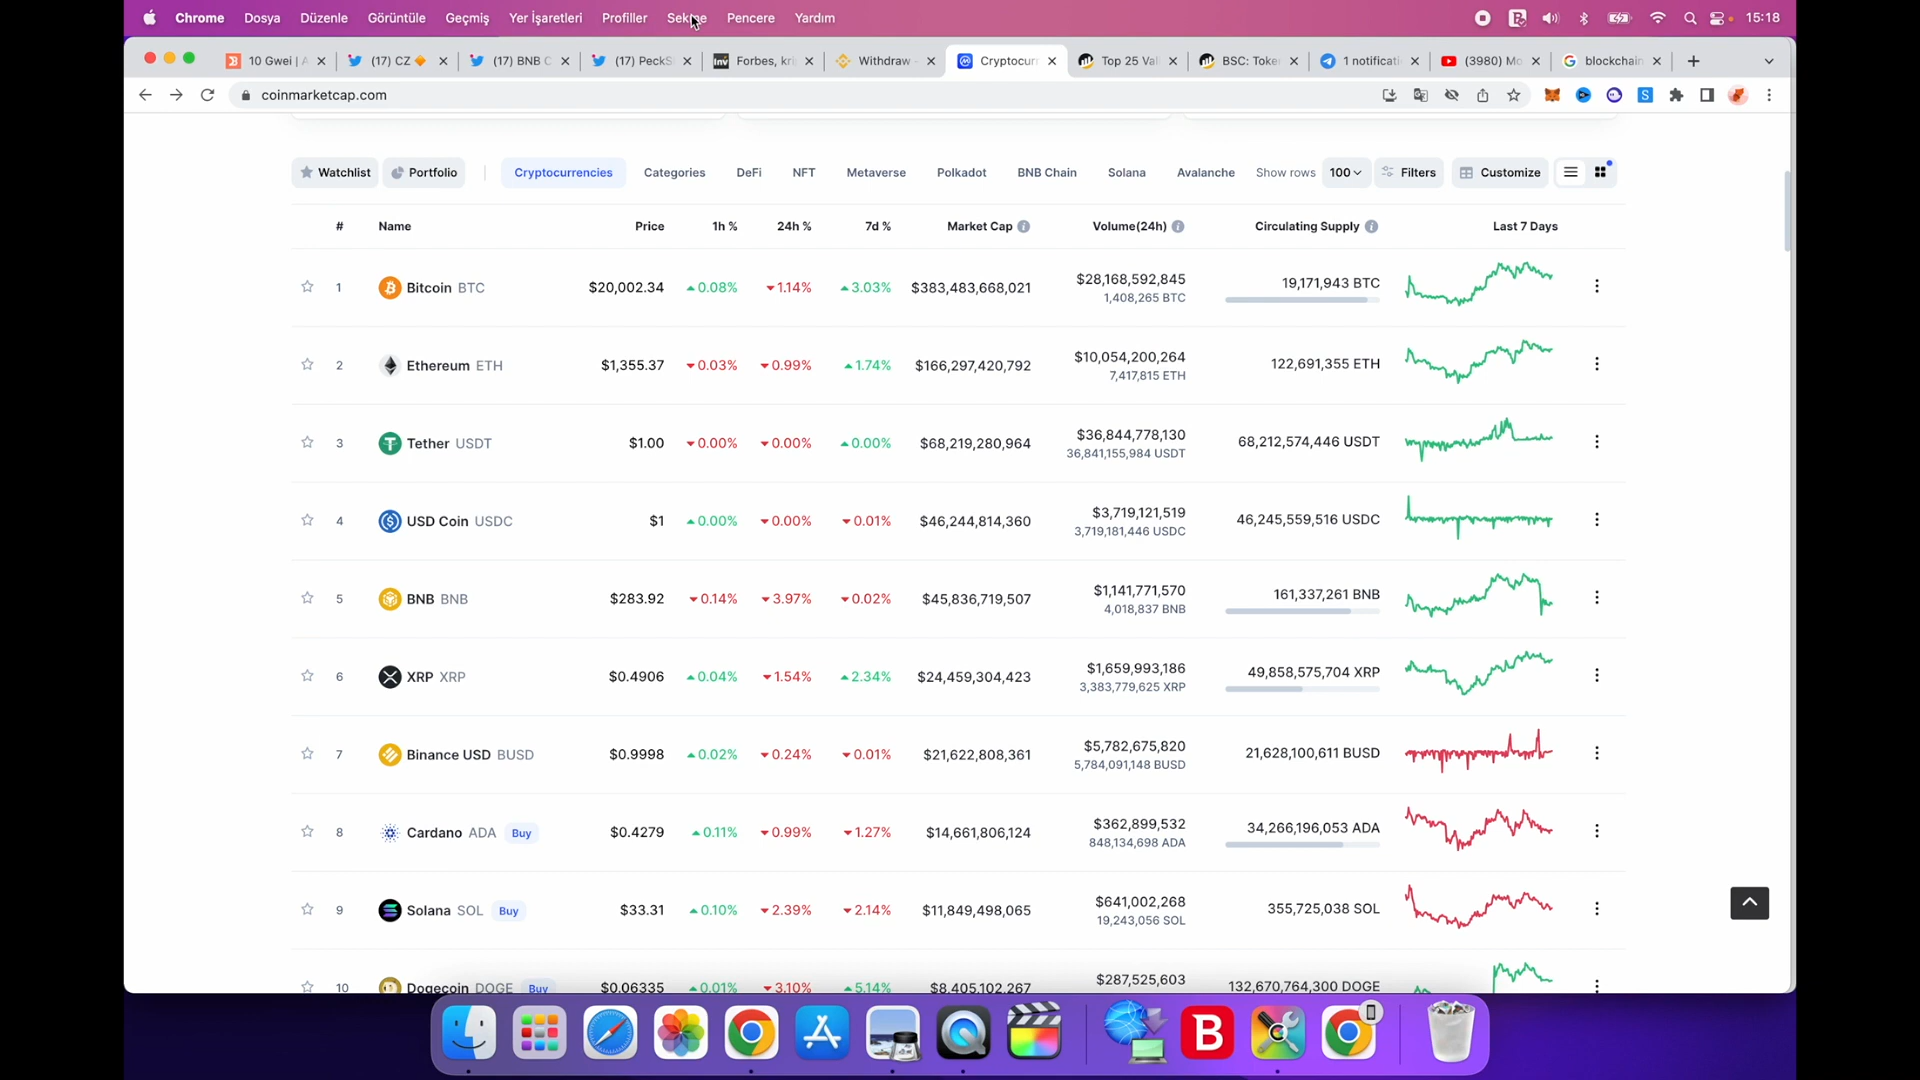 Chrome Dosya Düzenle Görüntüle Geçmiş Yer İşaretleri Profiller Sekme Pencere Yardım 15:18
10 Gwei | (17) CZ (17) BNB C (17) PeckS Forbes, kri Withdraw - Cryptocurr Top 25 Val BSC: Toke 1 notificati (3980) Mo blockchain
coinmarketcap.com
Watchlist Portfolio Cryptocurrencies Categories DeFi NFT Metaverse Polkadot BNB Chain Solana Avalanche Show rows 100 Filters Customize
# Name Price 1h % 24h % 7d % Market Cap Volume(24h) Circulating Supply Last 7 Days
1 Bitcoin BTC $20,002.34 0.08% 1.14% 3.03% $383,483,668,021 $28,168,592,845 19,171,943 BTC
1,408,265 BTC
2 Ethereum ETH $1,355.37 0.03% 0.99% 1.74% $166,297,420,792 $10,054,200,264 122,691,355 ETH
7,417,815 ETH
3 Tether USDT $1.00 0.00% 0.00% 0.00% $68,219,280,964 $36,844,778,130 68,212,574,446 USDT
36,841,155,984 USDT
4 USD Coin USDC $1 0.00% 0.00% 0.01% $46,244,814,360 $3,719,121,519 46,245,559,516 USDC
3,719,181,446 USDC
5 BNB BNB $283.92 0.14% 3.97% 0.02% $45,836,719,507 $1,141,771,570 161,337,261 BNB
4,018,837 BNB
6 XRP XRP $0.4906 0.04% 1.54% 2.34% $24,459,304,423 $1,659,993,186 49,858,575,704 XRP
3,383,779,625 XRP
7 Binance USD BUSD $0.9998 0.02% 0.24% 0.01% $21,622,808,361 $5,782,675,820 21,628,100,611 BUSD
5,784,091,148 BUSD
8 Cardano ADA Buy $0.4279 0.11% 0.99% 1.27% $14,661,806,124 $362,899,532 34,266,196,053 ADA
848,134,698 ADA
9 Solana SOL Buy $33.31 0.10% 2.39% 2.14% $11,849,498,065 $641,002,268 355,725,038 SOL
19,243,056 SOL
10 Dogecoin DOGE Buy $0.06335 0.01% 3.10% 5.14% $8,405,102,267 $287,525,603 132,670,764,300 DOGE